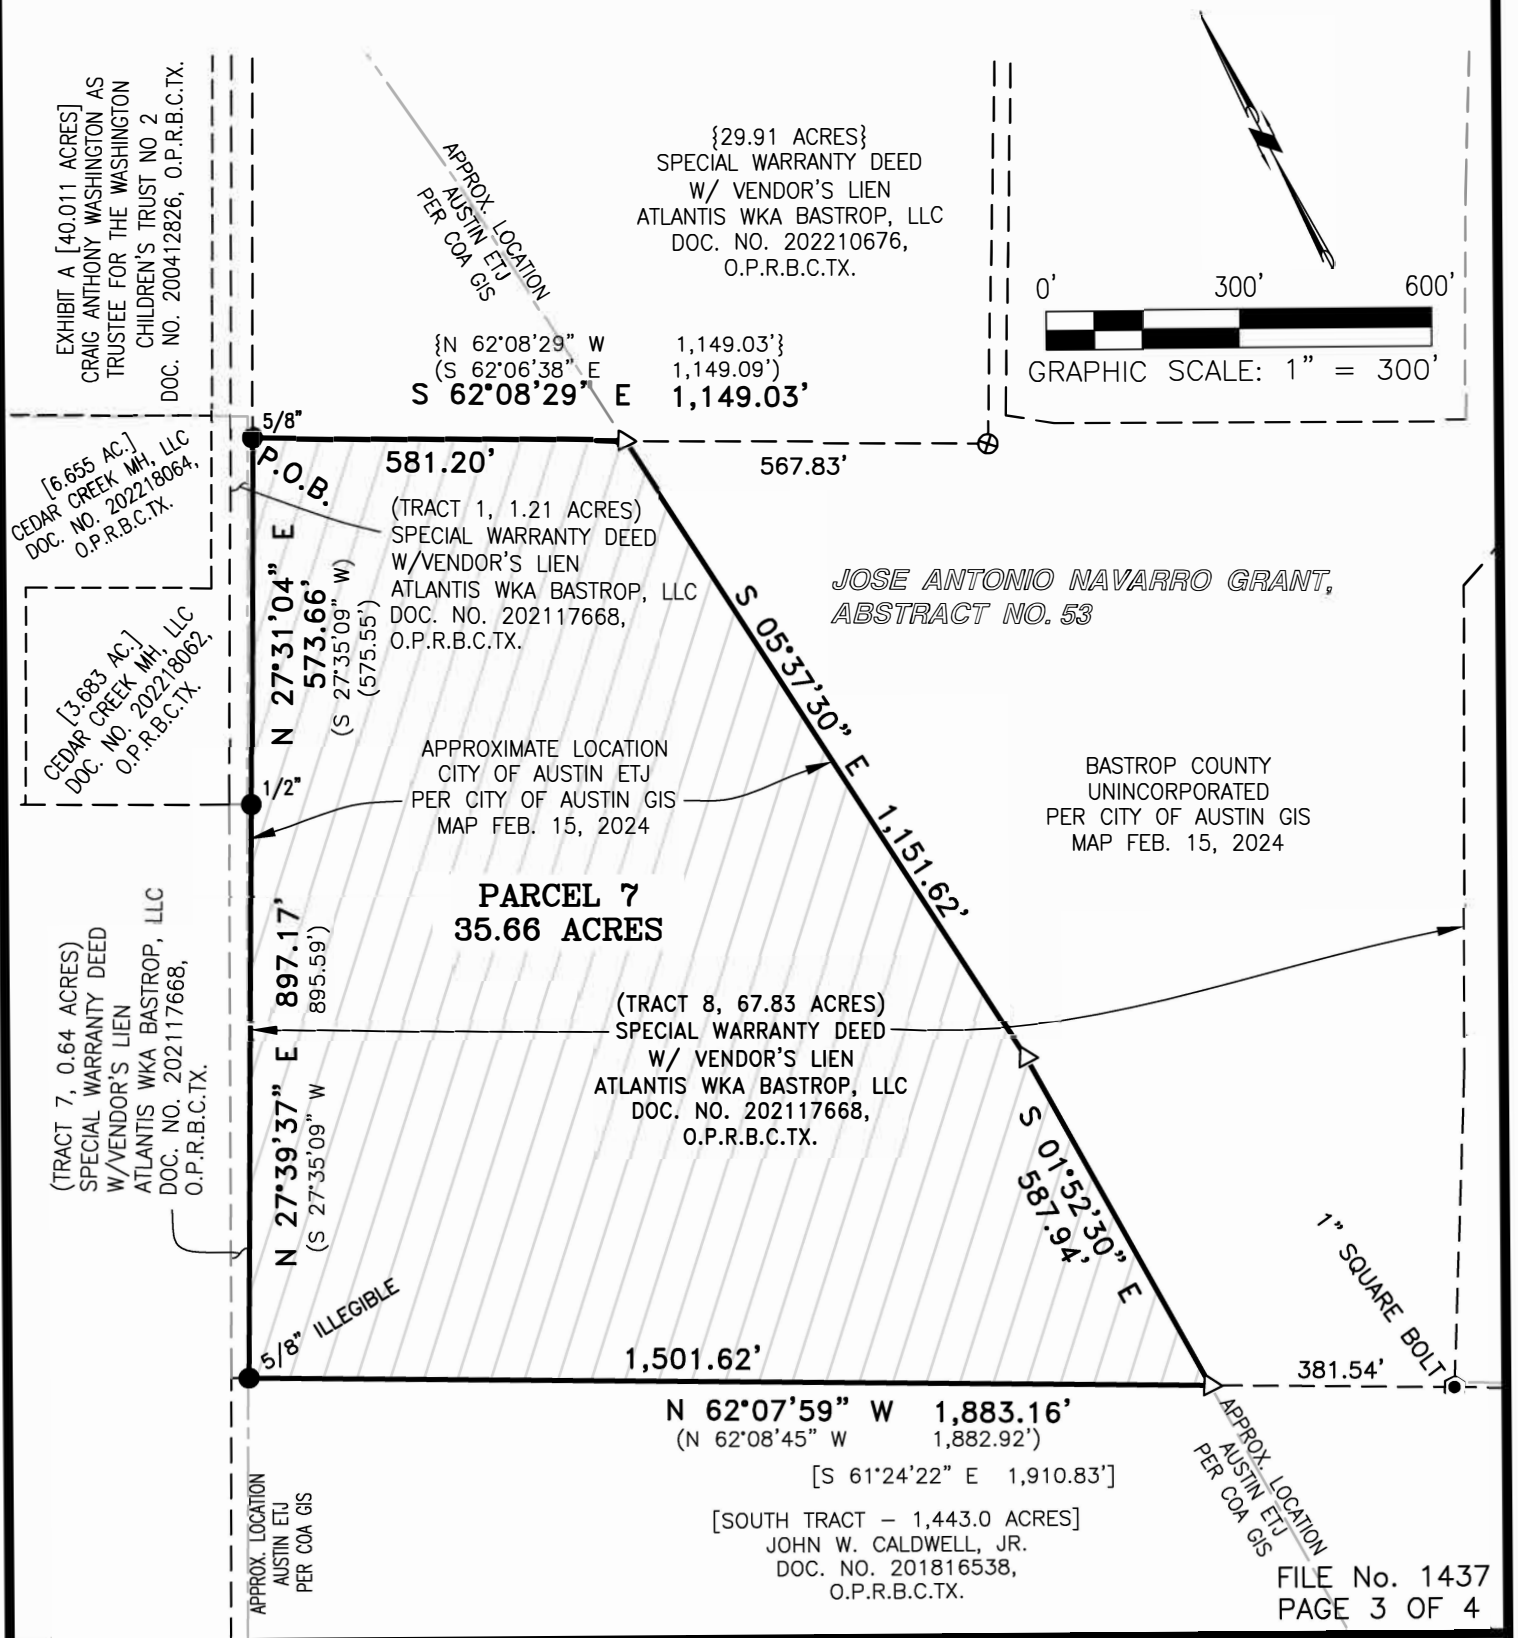 EXHIBIT A [40.011 ACRES]
CRAIG ANTHONY WASHINGTON AS
TRUSTEE FOR THE WASHINGTON
CHILDREN'S TRUST NO 2
DOC. NO. 200412826, O.P.R.B.C.TX.
APPROX. LOCATION
AUSTIN ETJ
PER COA GIS
{29.91 ACRES}
SPECIAL WARRANTY DEED
W/ VENDOR'S LIEN
ATLANTIS WKA BASTROP, LLC
DOC. NO. 202210676,
O.P.R.B.C.TX.
0' 300' 600'
GRAPHIC SCALE: 1" = 300'
{N 62°08'29" W 1,149.03'}
(S 62°06'38" E 1,149.09')
S 62°08'29" E 1,149.03'
5/8"
P.O.B.
581.20'
567.83'
[6.655 AC.]
CEDAR CREEK MH, LLC
DOC. NO. 202218064,
O.P.R.B.C.TX.
(TRACT 1, 1.21 ACRES)
SPECIAL WARRANTY DEED
W/VENDOR'S LIEN
ATLANTIS WKA BASTROP, LLC
DOC. NO. 202117668,
O.P.R.B.C.TX.
N 27°31'04" E
573.66'
(S 27°35'09" W)
(575.55')
JOSE ANTONIO NAVARRO GRANT,
ABSTRACT NO. 53
[3.683 AC.]
CEDAR CREEK MH, LLC
DOC. NO. 202218062,
O.P.R.B.C.TX.
S 05°37'30" E 1,151.62'
1/2"
APPROXIMATE LOCATION
CITY OF AUSTIN ETJ
PER CITY OF AUSTIN GIS
MAP FEB. 15, 2024
BASTROP COUNTY
UNINCORPORATED
PER CITY OF AUSTIN GIS
MAP FEB. 15, 2024
PARCEL 7
35.66 ACRES
(TRACT 7, 0.64 ACRES)
SPECIAL WARRANTY DEED
W/VENDOR'S LIEN
ATLANTIS WKA BASTROP, LLC
DOC. NO. 202117668,
O.P.R.B.C.TX.
N 27°39'37" E 897.17'
(S 27°35'09" W 895.59')
(TRACT 8, 67.83 ACRES)
SPECIAL WARRANTY DEED
W/ VENDOR'S LIEN
ATLANTIS WKA BASTROP, LLC
DOC. NO. 202117668,
O.P.R.B.C.TX.
S 01°52'30" E
587.94'
1" SQUARE BOLT
5/8" ILLEGIBLE
1,501.62'
381.54'
N 62°07'59" W 1,883.16'
(N 62°08'45" W 1,882.92')
[S 61°24'22" E 1,910.83']
[SOUTH TRACT – 1,443.0 ACRES]
JOHN W. CALDWELL, JR.
DOC. NO. 201816538,
O.P.R.B.C.TX.
APPROX. LOCATION
AUSTIN ETJ
PER COA GIS
APPROX. LOCATION
AUSTIN ETJ
PER COA GIS
FILE No. 1437
PAGE 3 OF 4